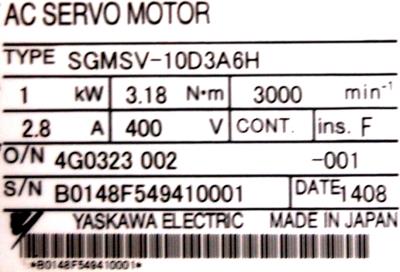 AC SERVO MOTOR
TYPE SGMSV-10D3A6H
1 kW 3.18 N•m 3000 min⁻¹
2.8 A 400 V CONT. ins. F
O/N 4G0323 002 -001
S/N B0148F549410001 DATE 1408
YASKAWA ELECTRIC MADE IN JAPAN
*B0148F549410001*